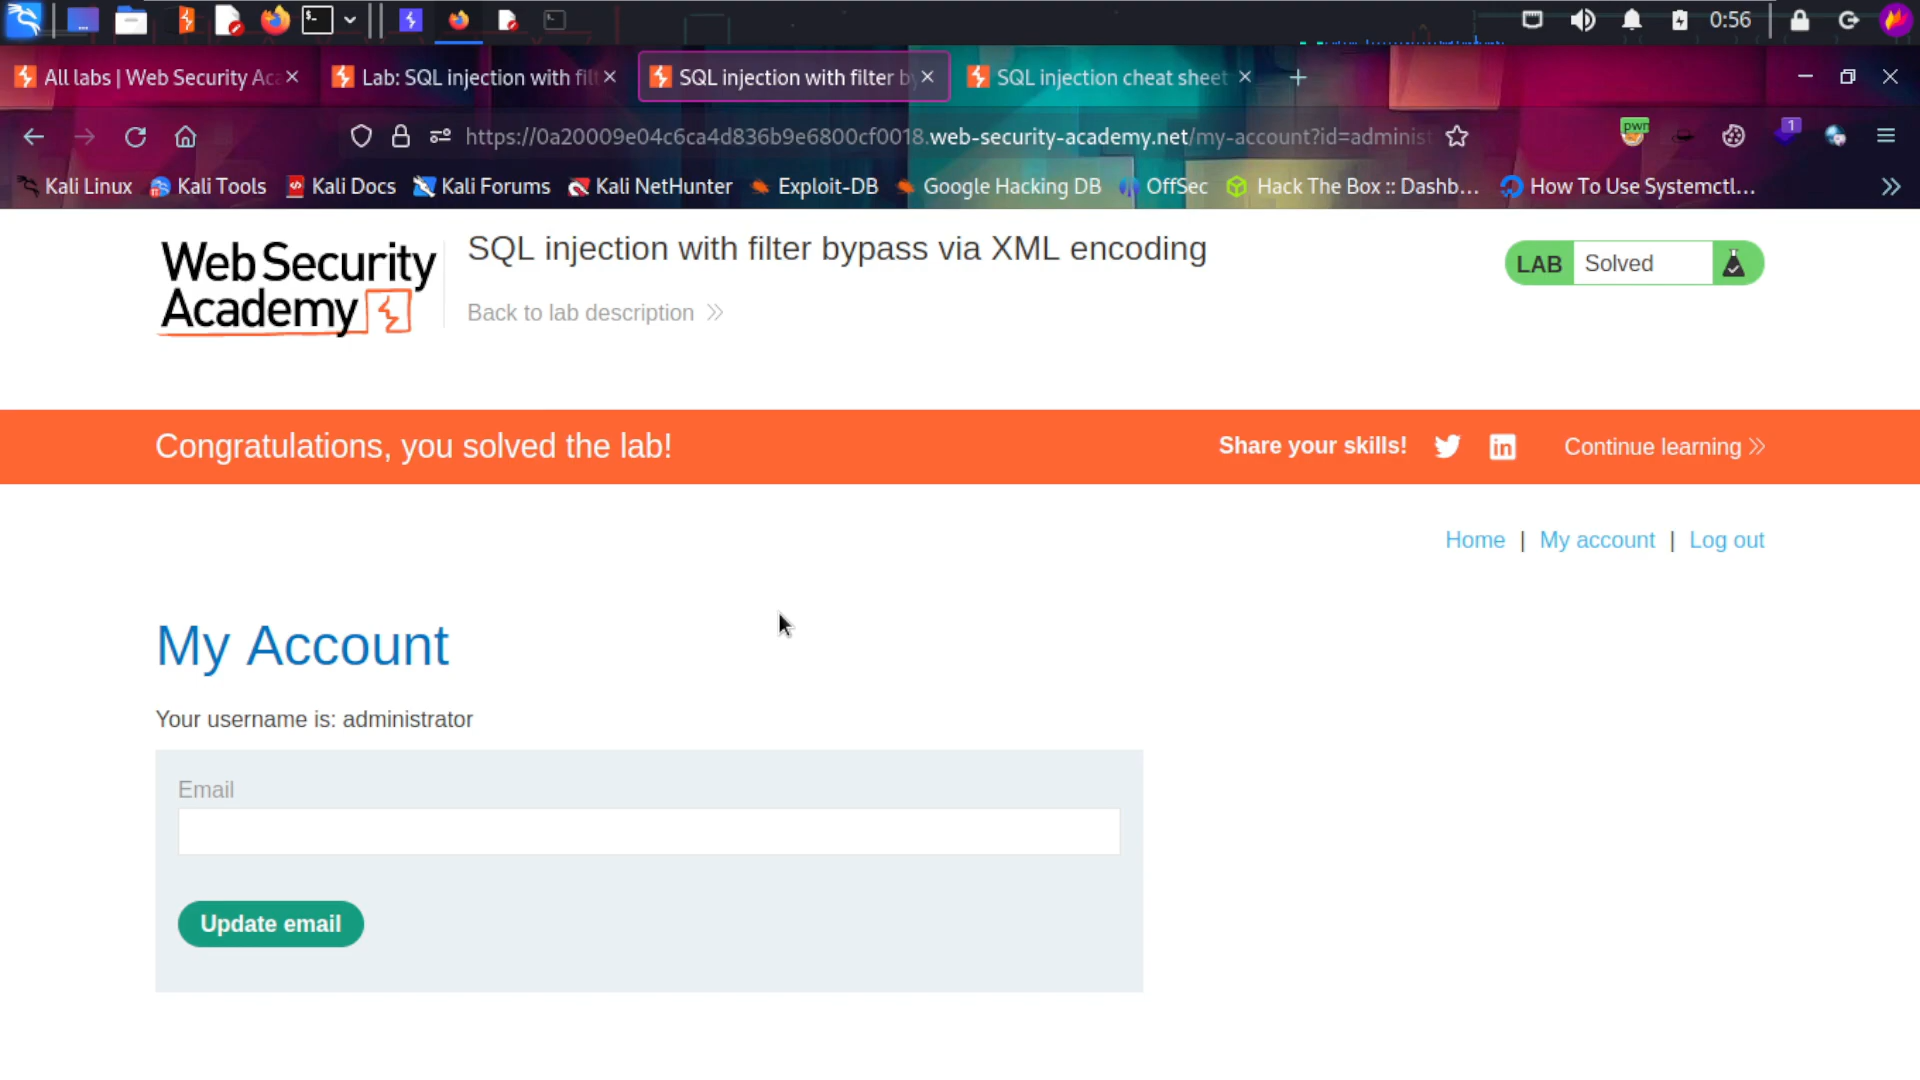 0:56
All labs | Web Security Aca
Lab: SQL injection with filt
SQL injection with filter b
SQL injection cheat sheet
https://0a20009e04c6ca4d836b9e6800cf0018.web-security-academy.net/my-account?id=administ
pwn
1
Kali Linux
Kali Tools
Kali Docs
Kali Forums
Kali NetHunter
Exploit-DB
Google Hacking DB
OffSec
Hack The Box :: Dashb...
How To Use Systemctl...
Web Security
Academy
SQL injection with filter bypass via XML encoding
Back to lab description
LAB Solved
Congratulations, you solved the lab!
Share your skills!
Continue learning
Home | My account | Log out
My Account
Your username is: administrator
Email
Update email